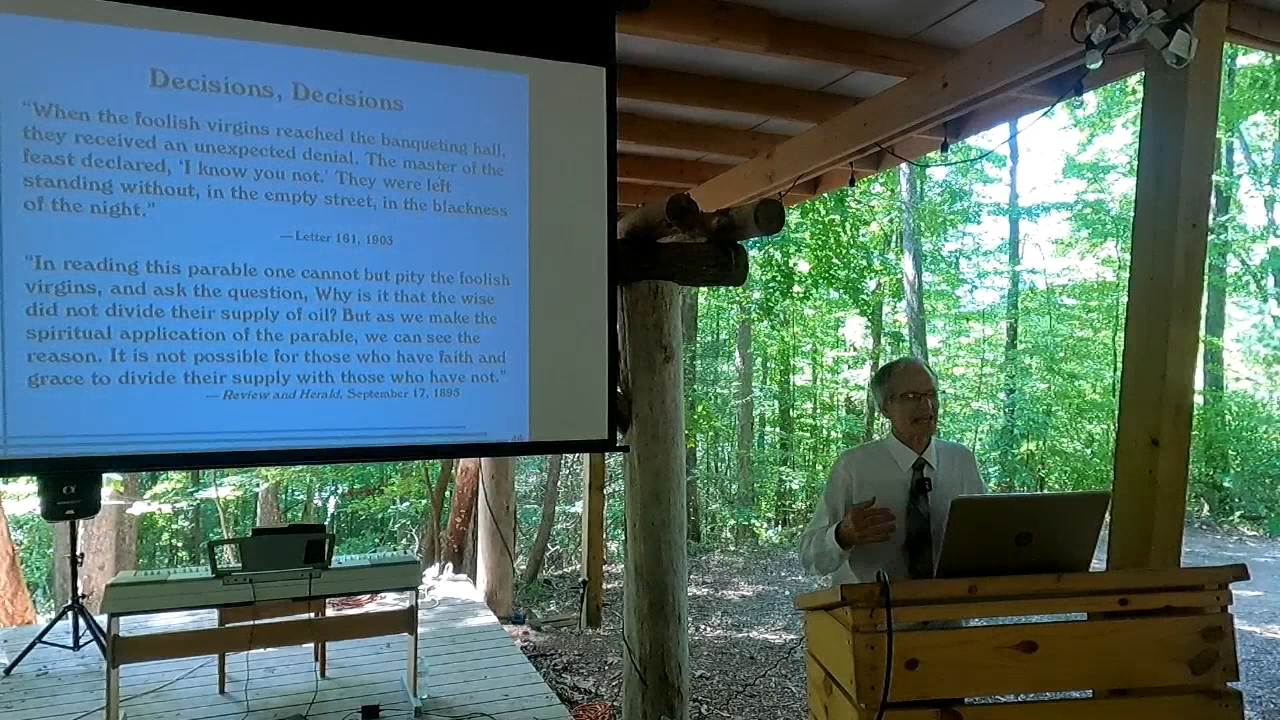 Decisions, Decisions
"When the foolish virgins reached the banqueting hall,
they received an unexpected denial. The master of the
feast declared, 'I know you not.' They were left
standing without, in the empty street, in the blackness
of the night."
—Letter 161, 1903
"In reading this parable one cannot but pity the foolish
virgins, and ask the question, Why is it that the wise
did not divide their supply of oil? But as we make the
spiritual application of the parable, we can see the
reason. It is not possible for those who have faith and
grace to divide their supply with those who have not."
— Review and Herald, September 17, 1895